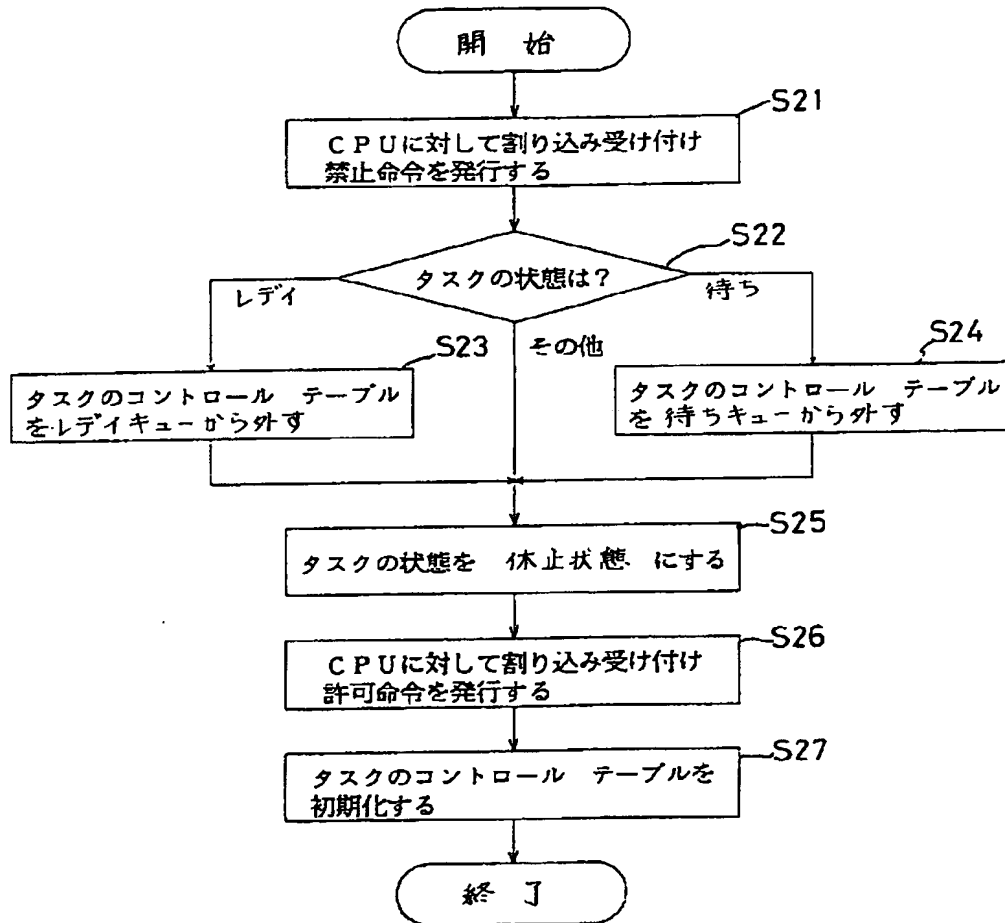 開 始
S21
CPUに対して割り込み受け付け
禁止命令を発行する
S22
タスクの状態は?
レデイ
待ち
その他
S23
タスクのコントロール テーブル
をレデイキューから外す
S24
タスクのコントロール テーブル
を待ちキューから外す
S25
タスクの状態を 休止状態 にする
S26
CPUに対して割り込み受け付け
許可命令を発行する
S27
タスクのコントロール テーブルを
初期化する
終 了